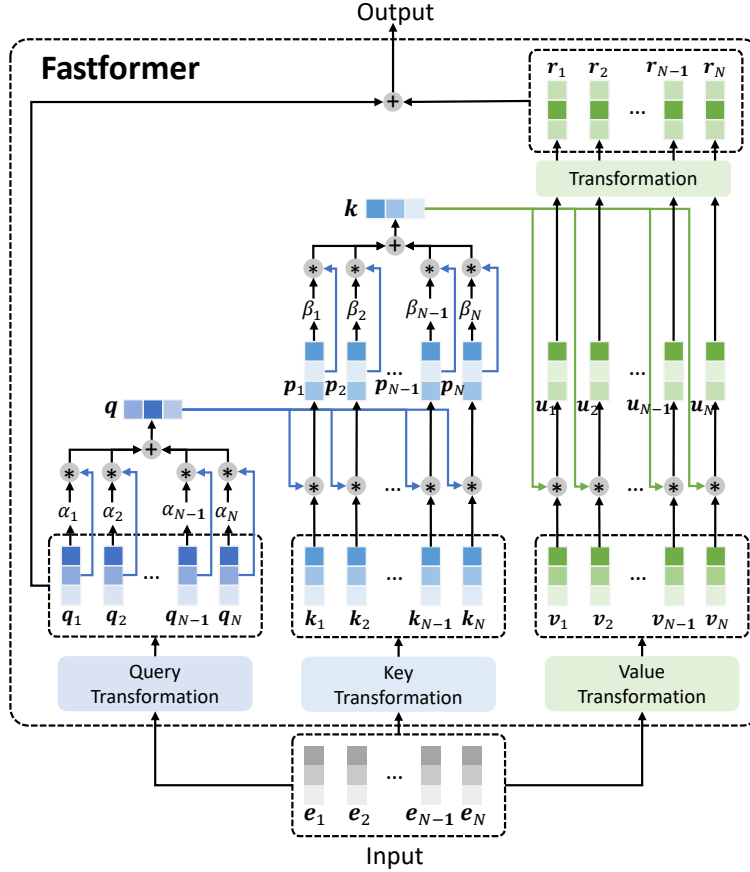 Output
Fastformer
r1 r2 rN−1 rN
+
...
Transformation
k
+
* * * *
β1 β2 βN−1 βN
...
...
p1 p2 pN−1 pN
u1 u2 uN−1 uN
q
+
* * * *
* * ... * *
* * ... * *
α1 α2 αN−1 αN
...
...
...
q1 q2 qN−1 qN
k1 k2 kN−1 kN
v1 v2 vN−1 vN
Query
Transformation
Key
Transformation
Value
Transformation
...
e1 e2 eN−1 eN
Input